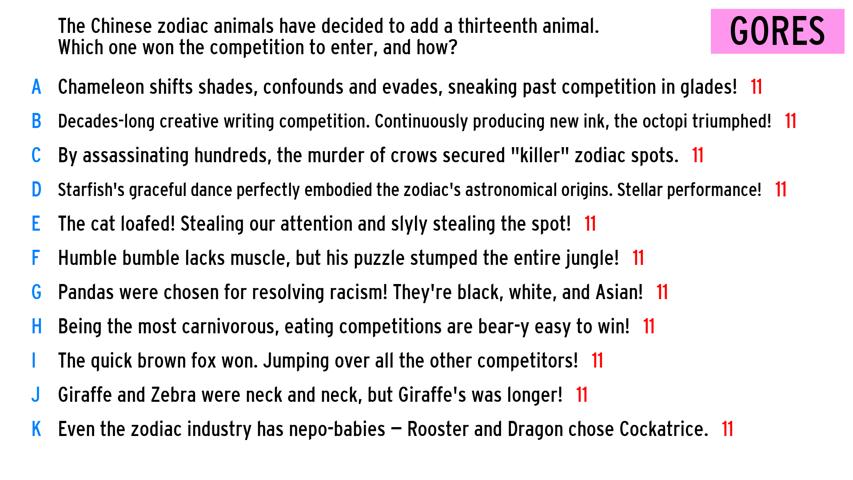 The Chinese zodiac animals have decided to add a thirteenth animal.
Which one won the competition to enter, and how?
GORES
A Chameleon shifts shades, confounds and evades, sneaking past competition in glades! 11
B Decades-long creative writing competition. Continuously producing new ink, the octopi triumphed! 11
C By assassinating hundreds, the murder of crows secured "killer" zodiac spots. 11
D Starfish's graceful dance perfectly embodied the zodiac's astronomical origins. Stellar performance! 11
E The cat loafed! Stealing our attention and slyly stealing the spot! 11
F Humble bumble lacks muscle, but his puzzle stumped the entire jungle! 11
G Pandas were chosen for resolving racism! They're black, white, and Asian! 11
H Being the most carnivorous, eating competitions are bear-y easy to win! 11
I The quick brown fox won. Jumping over all the other competitors! 11
J Giraffe and Zebra were neck and neck, but Giraffe's was longer! 11
K Even the zodiac industry has nepo-babies – Rooster and Dragon chose Cockatrice. 11